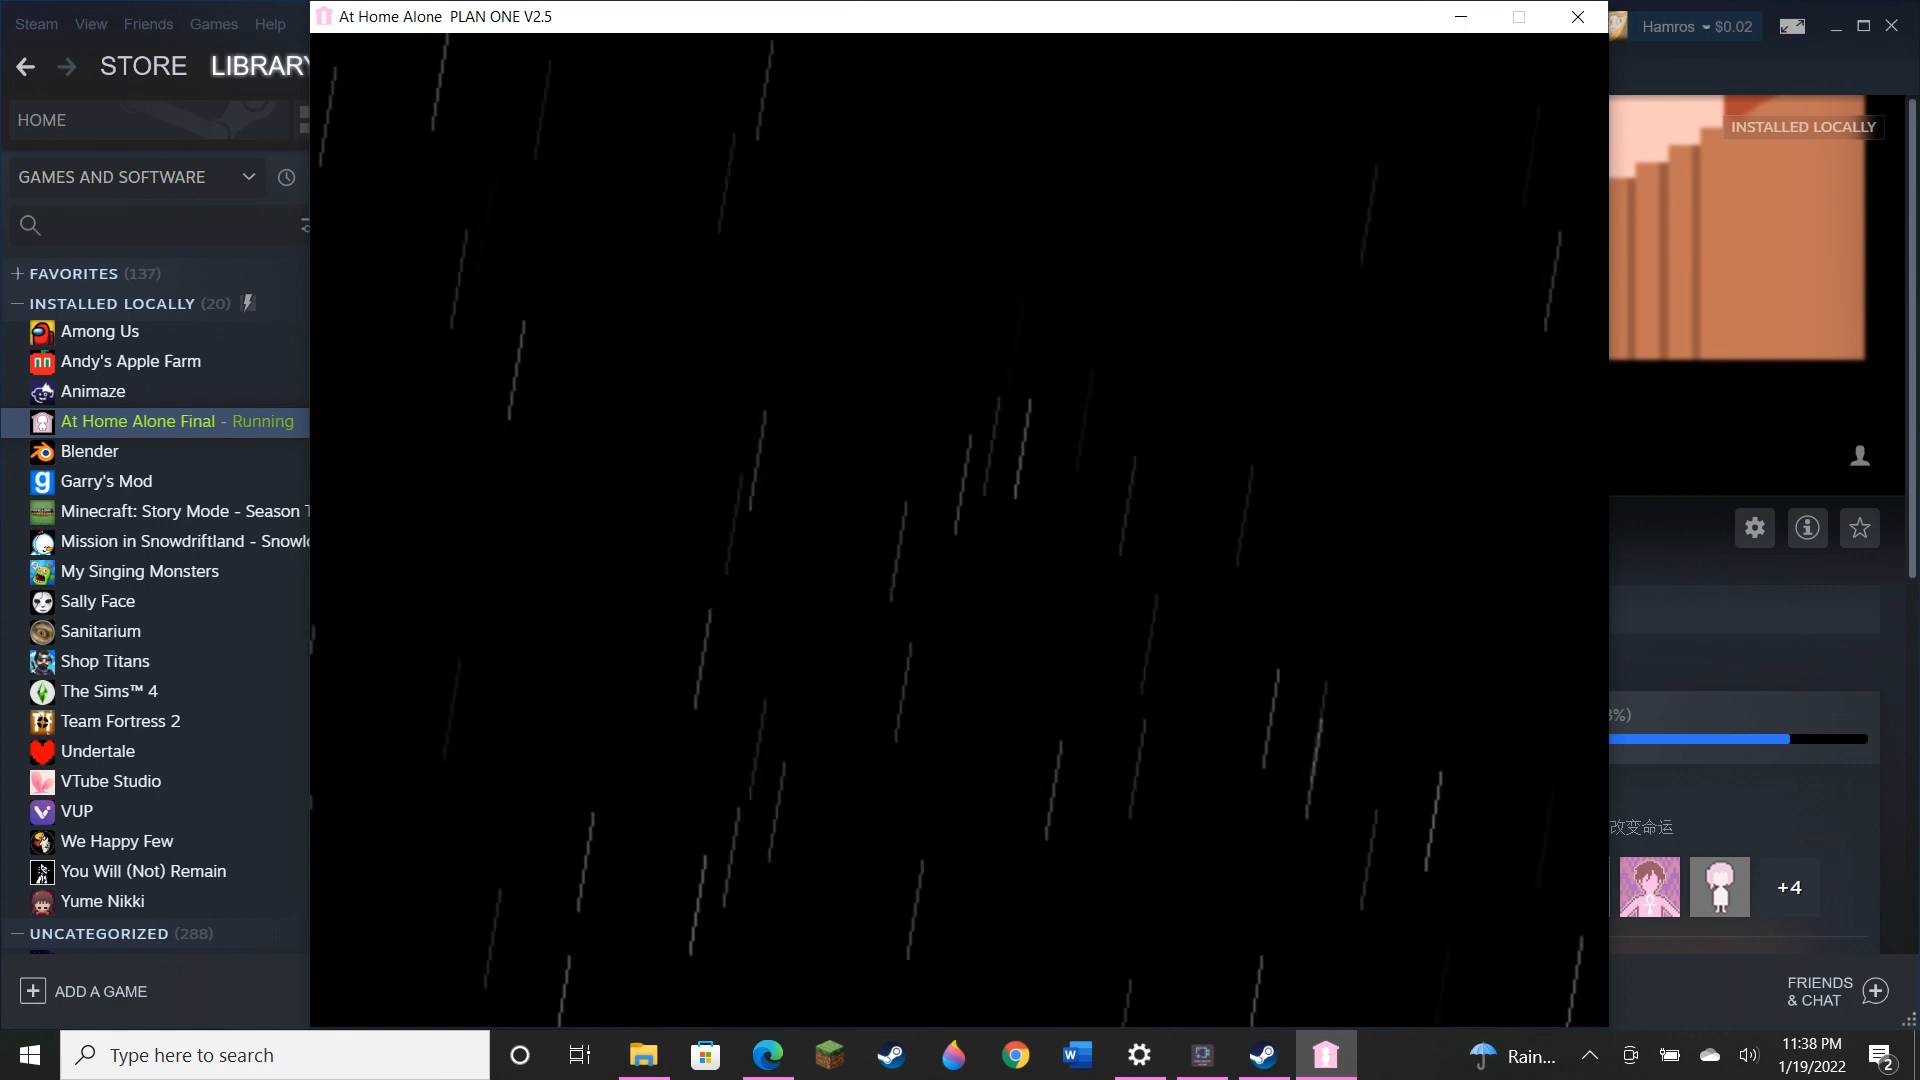 Steam View Friends Games Help
At Home Alone PLAN ONE V2.5
Hamros $0.02
STORE LIBRARY
HOME
INSTALLED LOCALLY
GAMES AND SOFTWARE
FAVORITES (137)
INSTALLED LOCALLY (20)
Among Us
Andy's Apple Farm
Animaze
At Home Alone Final - Running
Blender
Garry's Mod
Minecraft: Story Mode - Season
Mission in Snowdriftland -
My Singing Monsters
Sally Face
Sanitarium
Shop Titans
The Sims™ 4
Team Fortress 2
Undertale
VTube Studio
VUP
We Happy Few
You Will (Not) Remain
Yume Nikki
UNCATEGORIZED (288)
%)
改变命运
+4
ADD A GAME
FRIENDS
& CHAT
Type here to search
Rain...
11:38 PM
1/19/2022
2